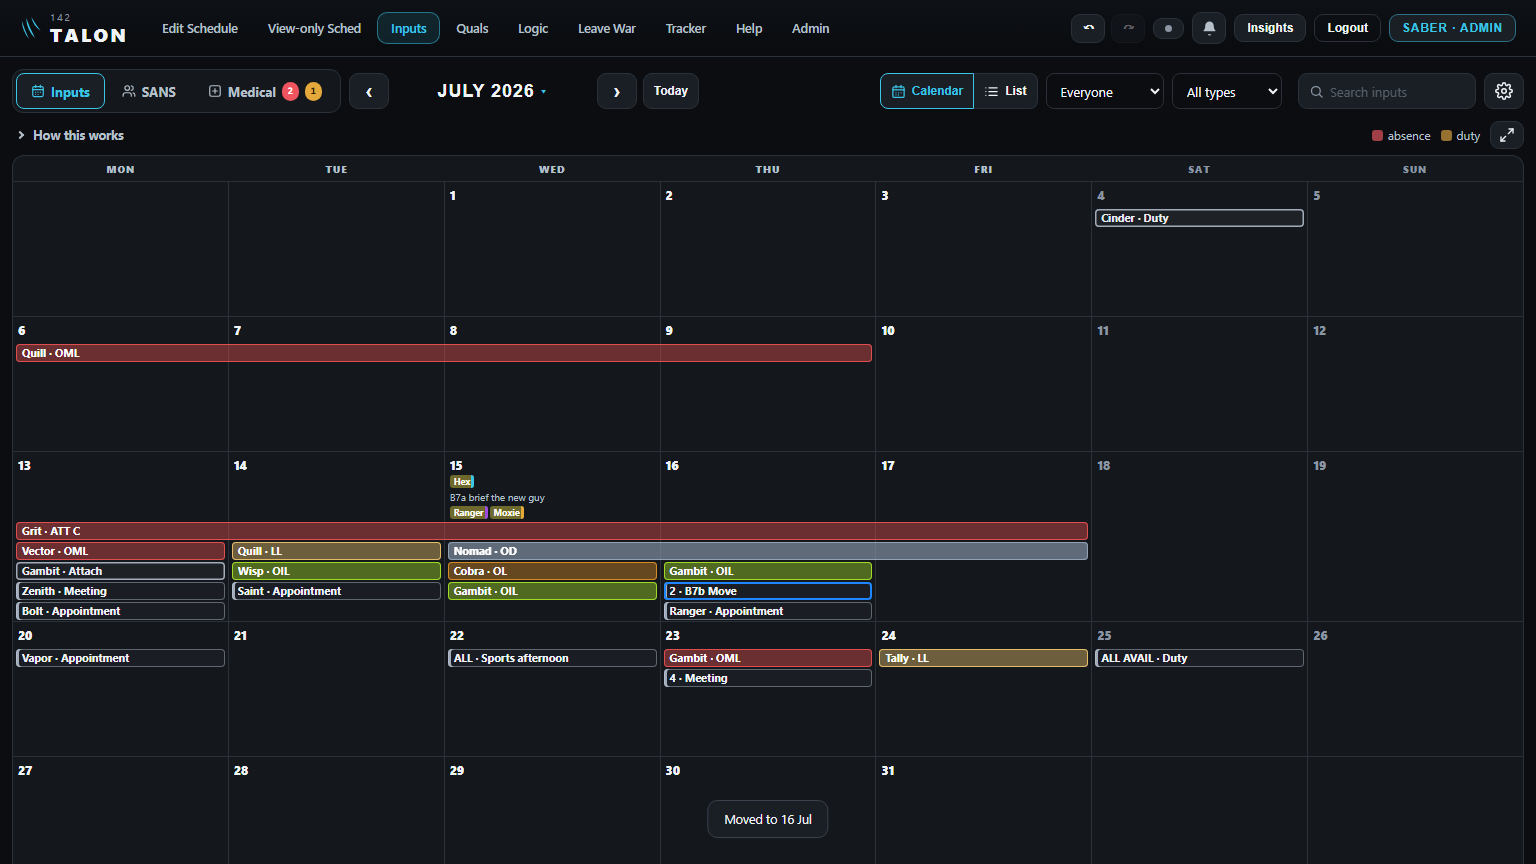 142
TALON
Edit Schedule
View-only Sched
Inputs
Quals
Logic
Leave War
Tracker
Help
Admin
Insights
Logout
SABER · ADMIN
Inputs
SANS
Medical 2 1
JULY 2026
Today
Calendar
List
Everyone
All types
Search inputs
How this works
absence
duty
MON TUE WED THU FRI SAT SUN
1 2 3 4 5
Cinder · Duty
6 7 8 9 10 11 12
Quill · OML
13 14 15 16 17 18 19
Hex
B7a brief the new guy
Ranger Moxie
Grit · ATT C
Vector · OML
Quill · LL
Nomad · OD
Gambit · Attach
Wisp · OIL
Cobra · OL
Gambit · OIL
Zenith · Meeting
Saint · Appointment
Gambit · OIL
2 · B7b Move
Bolt · Appointment
Ranger · Appointment
20 21 22 23 24 25 26
Vapor · Appointment
ALL · Sports afternoon
Gambit · OML
Tally · LL
ALL AVAIL · Duty
4 · Meeting
27 28 29 30 31
Moved to 16 Jul